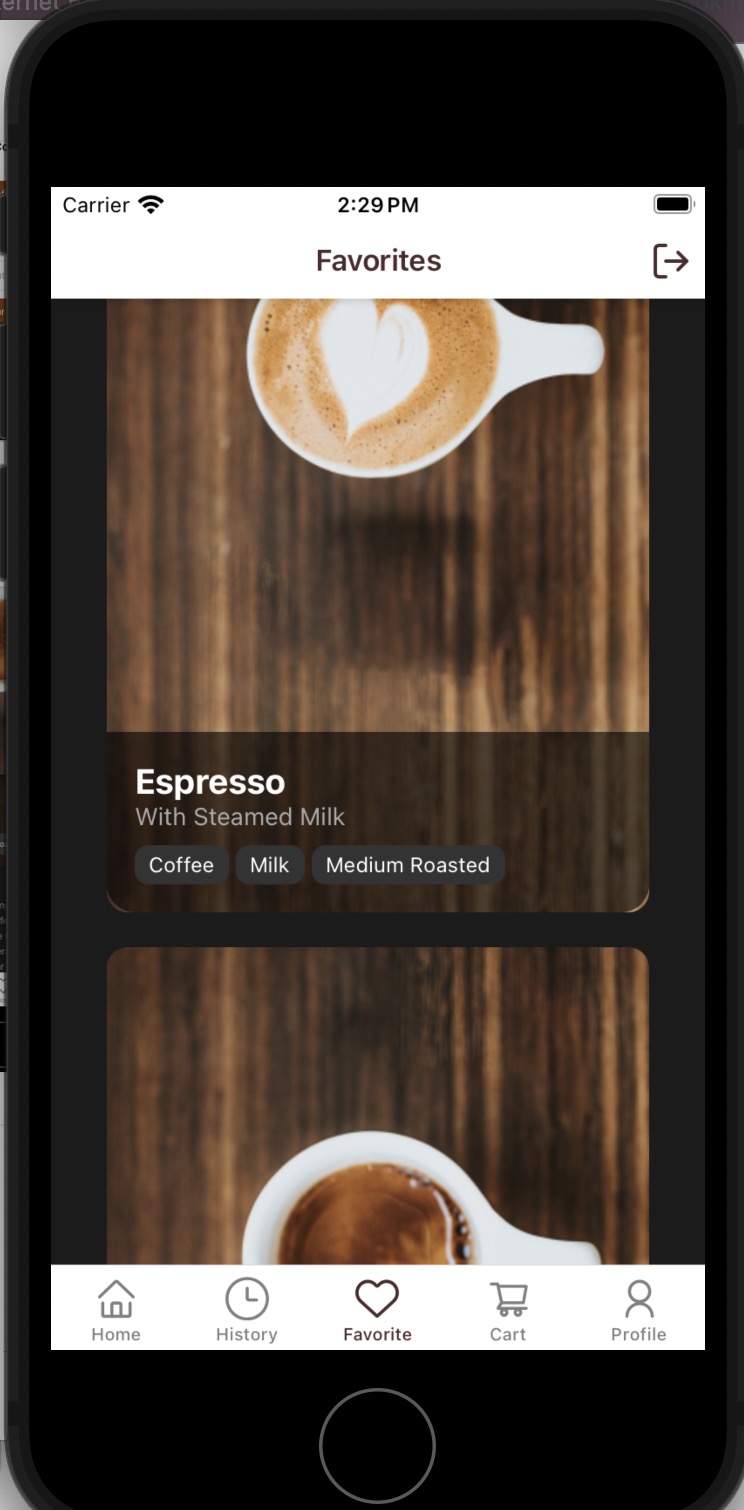 Carrier 2:29 PM
Favorites
Espresso
With Steamed Milk
Coffee Milk Medium Roasted
Home History Favorite Cart Profile